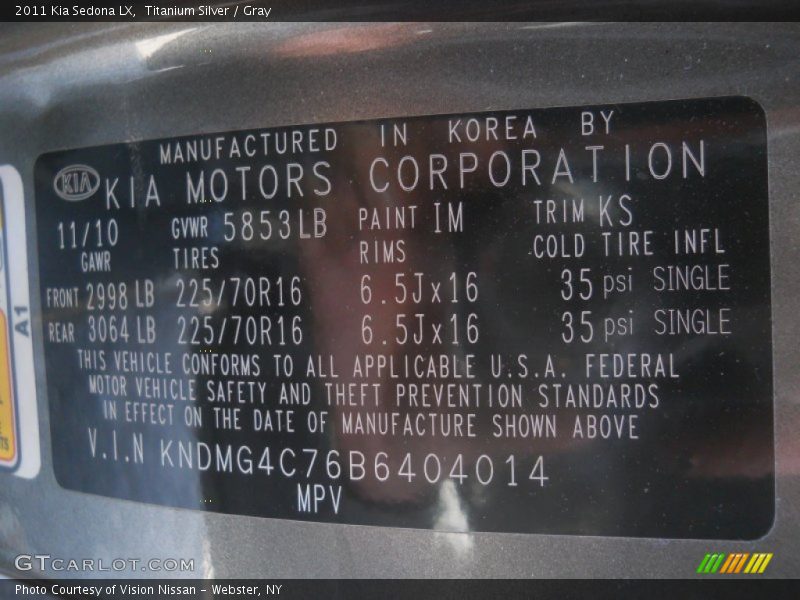 2011 Kia Sedona LX, Titanium Silver / Gray
MANUFACTURED IN KOREA BY
KIA KIA MOTORS CORPORATION
11/10 GVWR 5853LB PAINT IM TRIM KS
GAWR TIRES RIMS COLD TIRE INFL
FRONT 2998 LB 225/70R16 6.5Jx16 35 psi SINGLE
REAR 3064 LB 225/70R16 6.5Jx16 35 psi SINGLE
THIS VEHICLE CONFORMS TO ALL APPLICABLE U.S.A. FEDERAL
MOTOR VEHICLE SAFETY AND THEFT PREVENTION STANDARDS
IN EFFECT ON THE DATE OF MANUFACTURE SHOWN ABOVE
V.I.N KNDMG4C76B6404014
MPV
A1
GTCARLOT.COM
Photo Courtesy of Vision Nissan - Webster, NY